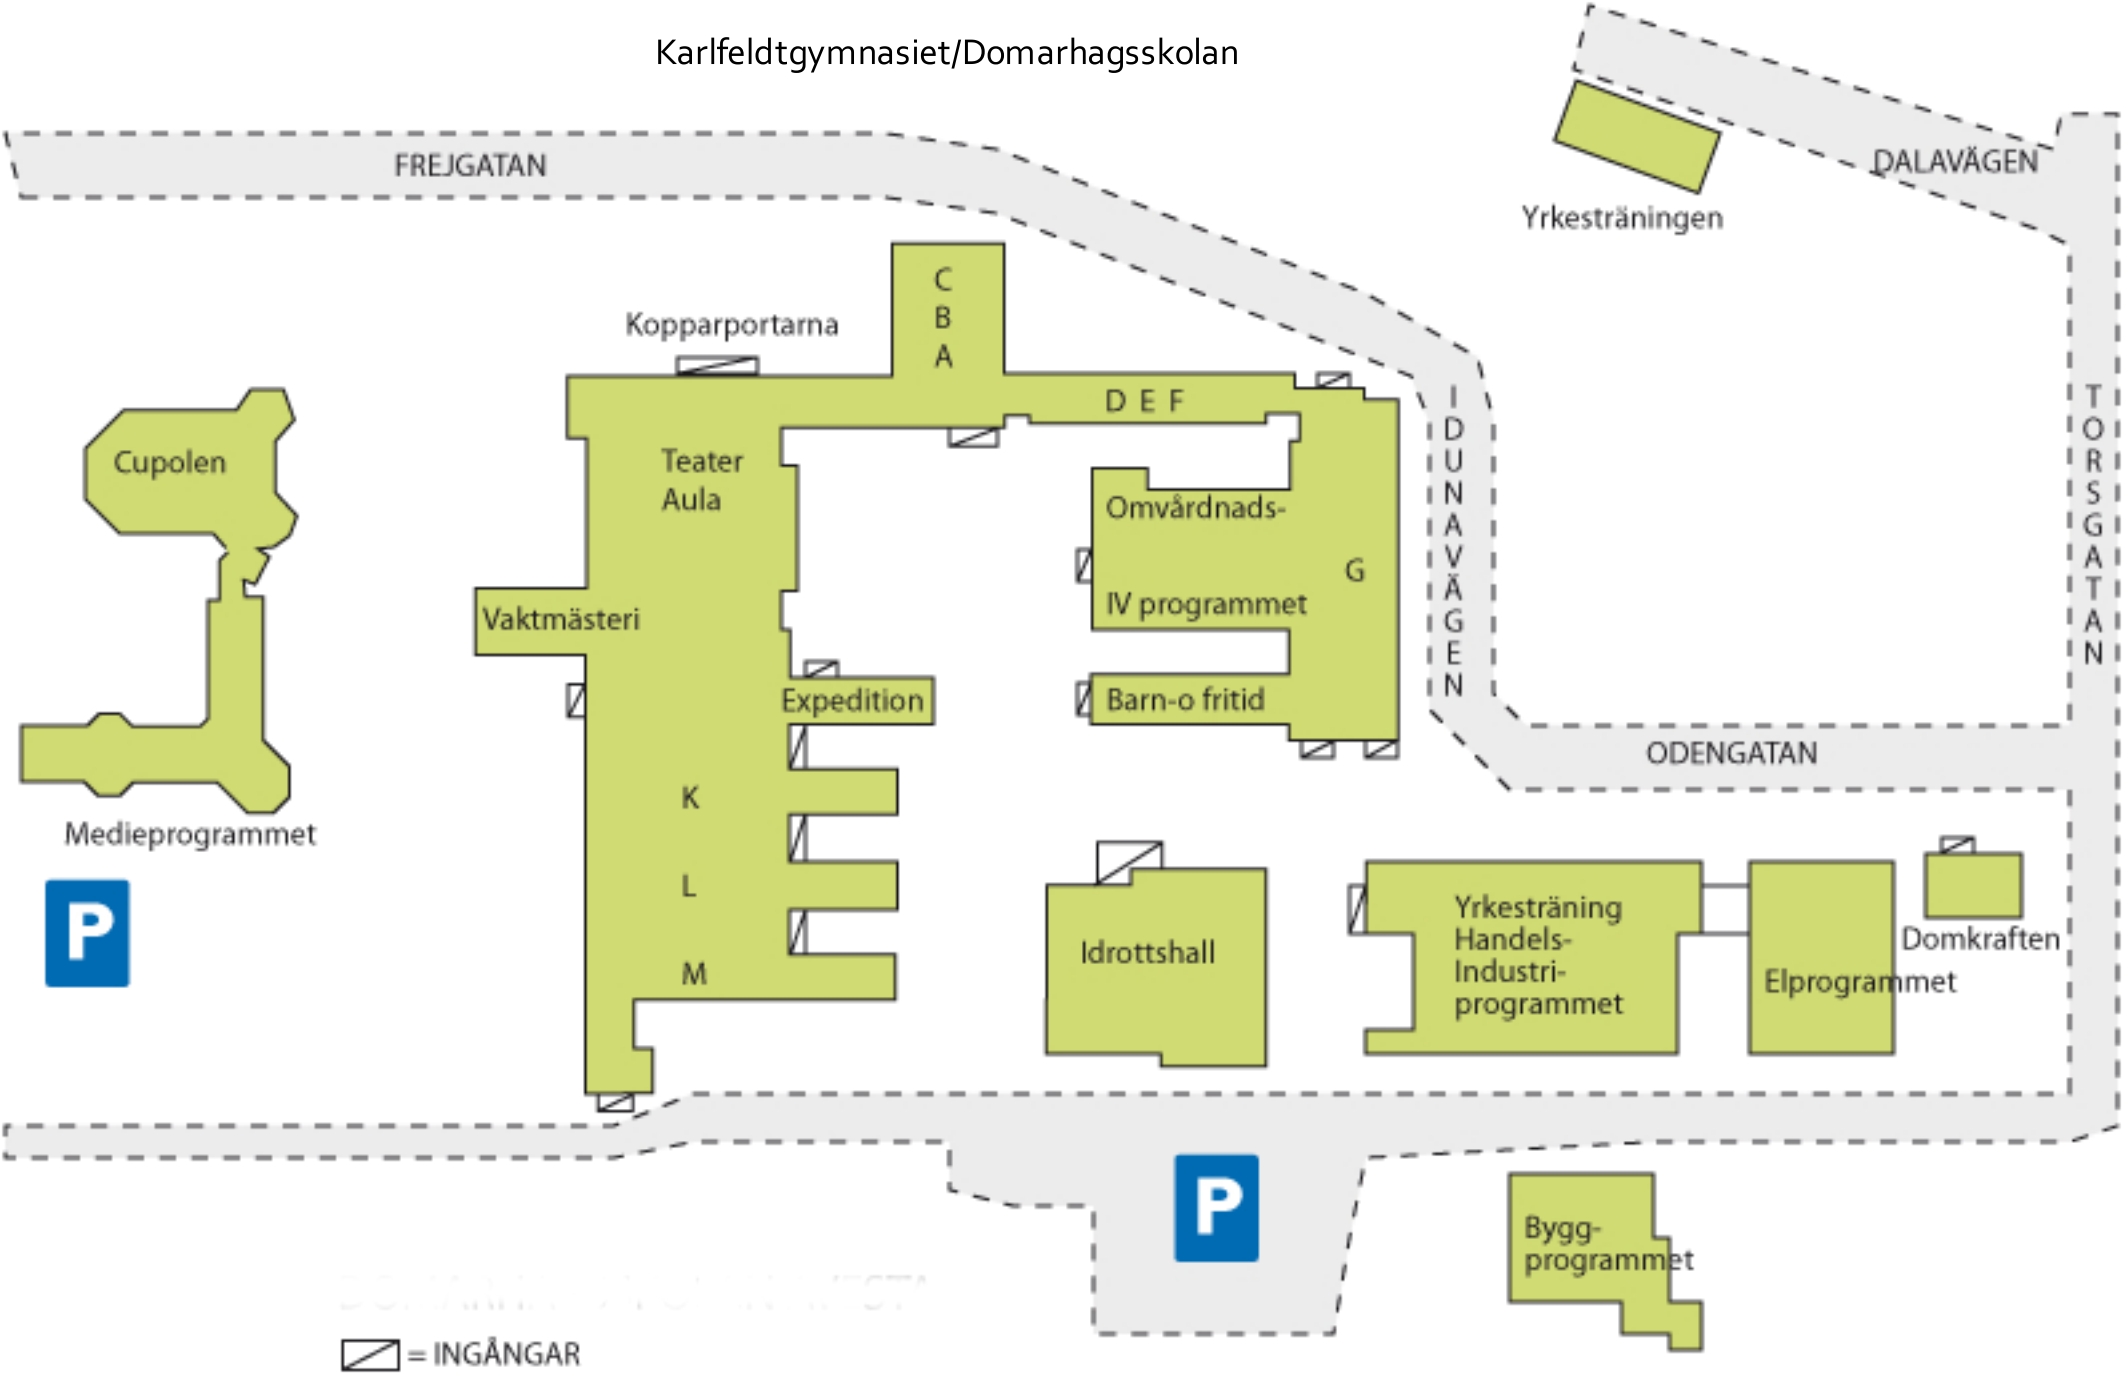 Karlfeldtgymnasiet/Domarhagsskolan
FREJGATAN
DALAVÄGEN
Yrkesträningen
C
B
A
Kopparportarna
D E F
IDUNAVÄGEN
TORSGATAN
Cupolen
Teater
Aula
Omvårdnads-
G
IV programmet
Vaktmästeri
Expedition
Barn-o fritid
ODENGATAN
K
Medieprogrammet
L
Yrkesträning
Handels-
Industri-
programmet
Idrottshall
Domkraften
Elprogrammet
M
P
P
Bygg-
programmet
= INGÅNGAR